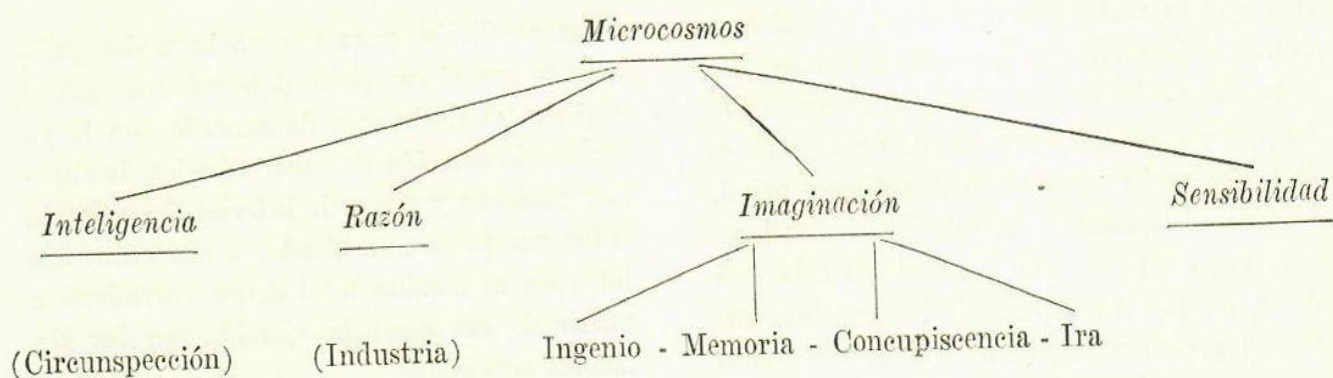 Microcosmos
Inteligencia Razón Imaginación Sensibilidad
(Circunspección) (Industria) Ingenio - Memoria - Concupiscencia - Ira